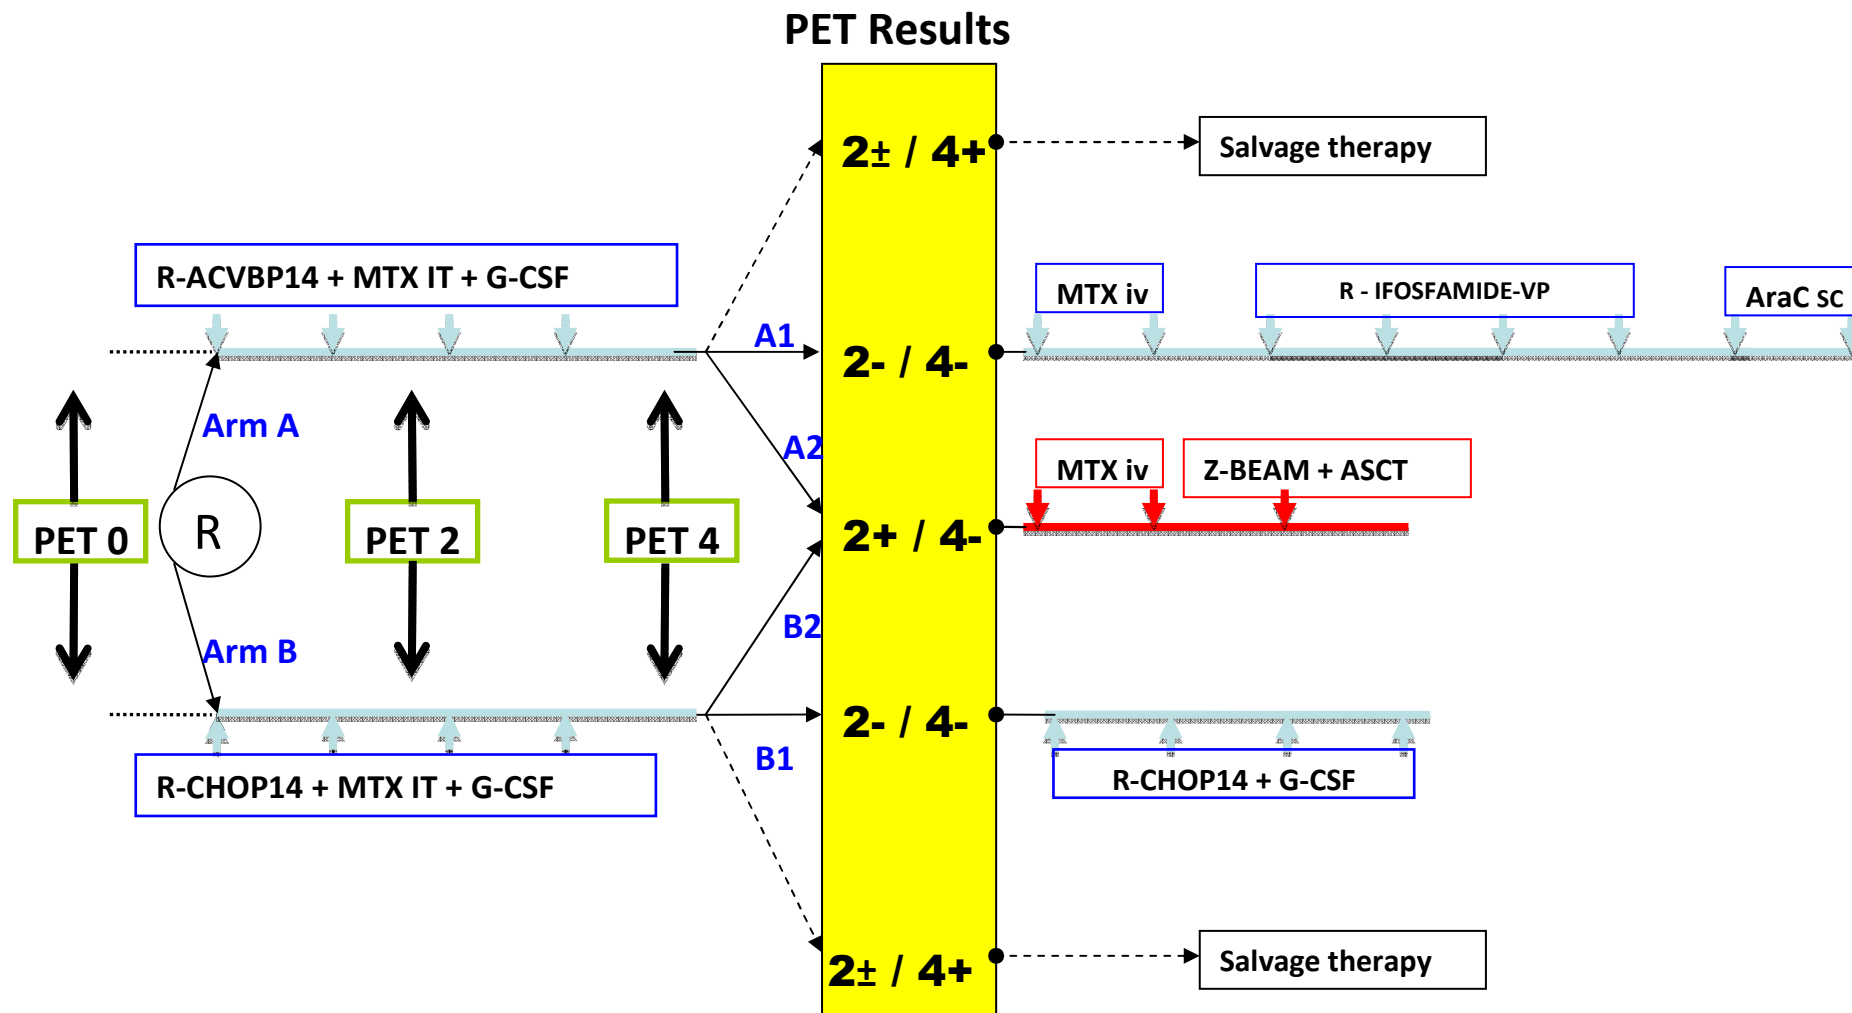 PET Results
2± / 4+
Salvage therapy
R-ACVBP14 + MTX IT + G-CSF
MTX iv
R - IFOSFAMIDE-VP
AraC SC
A1
2- / 4-
Arm A
A2
MTX iv
Z-BEAM + ASCT
PET 0
R
PET 2
PET 4
2+ / 4-
Arm B
B2
2- / 4-
B1
R-CHOP14 + MTX IT + G-CSF
R-CHOP14 + G-CSF
2± / 4+
Salvage therapy